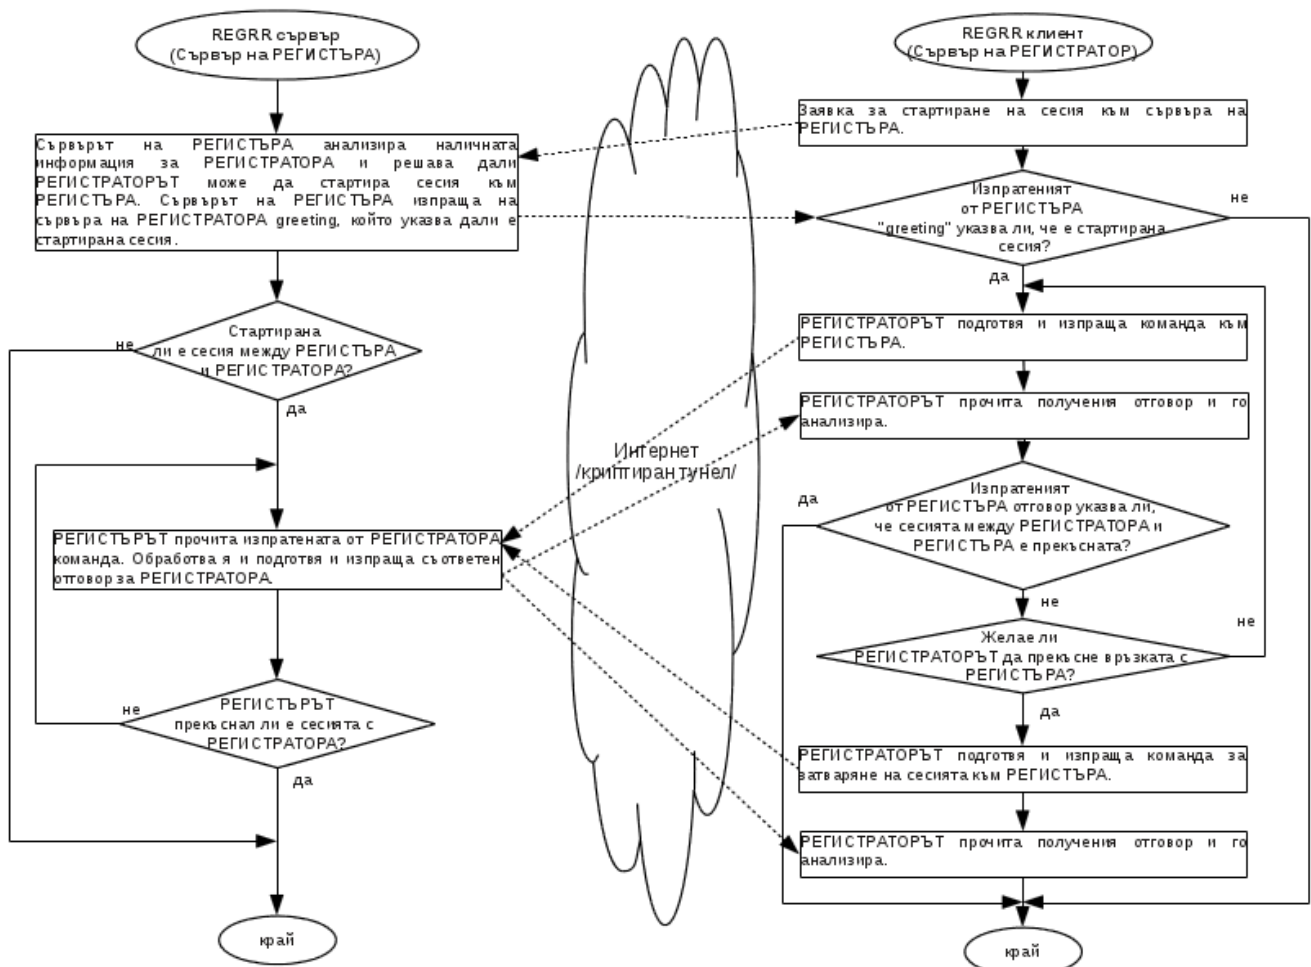 REGRR сървър
(Сървър на РЕГИСТЪРА)
Сървърът на РЕГИСТЪРА анализира наличната
информация за РЕГИСТРАТОРА и решава дали
РЕГИСТРАТОРЪТ може да стартира сесия към
РЕГИСТЪРА. Сървърът на РЕГИСТЪРА изпраща на
сървъра на РЕГИСТРАТОРА greeting, който указва дали е
стартирана сесия.
Стартирана
ли е сесия между РЕГИСТЪРА
и РЕГИСТРАТОРА?
не
да
РЕГИСТЪРЪТ прочита изпратената от РЕГИСТРАТОРА
команда. Обработва я и подготвя и изпраща съответен
отговор за РЕГИСТРАТОРА.
РЕГИСТЪРЪТ
прекъснал ли е сесията с
РЕГИСТРАТОРА?
не
да
край
Интернет
/криптиран тунел/
REGRR клиент
(Сървър на РЕГИСТРАТОР)
Заявка за стартиране на сесия към сървъра на
РЕГИСТЪРА.
Изпратеният
от РЕГИСТЪРА
"greeting" указва ли, че е стартирана
сесия?
не
да
РЕГИСТРАТОРЪТ подготвя и изпраща команда към
РЕГИСТЪРА.
РЕГИСТРАТОРЪТ прочита получения отговор и го
анализира.
Изпратеният
от РЕГИСТЪРА отговор указва ли,
че сесията между РЕГИСТРАТОРА и
РЕГИСТЪРА е прекъсната?
да
не
Желае ли
РЕГИСТРАТОРЪТ да прекъсне връзката с
РЕГИСТЪРА?
не
да
РЕГИСТРАТОРЪТ подготвя и изпраща команда за
затваряне на сесията към РЕГИСТЪРА.
РЕГИСТРАТОРЪТ прочита получения отговор и го
анализира.
край